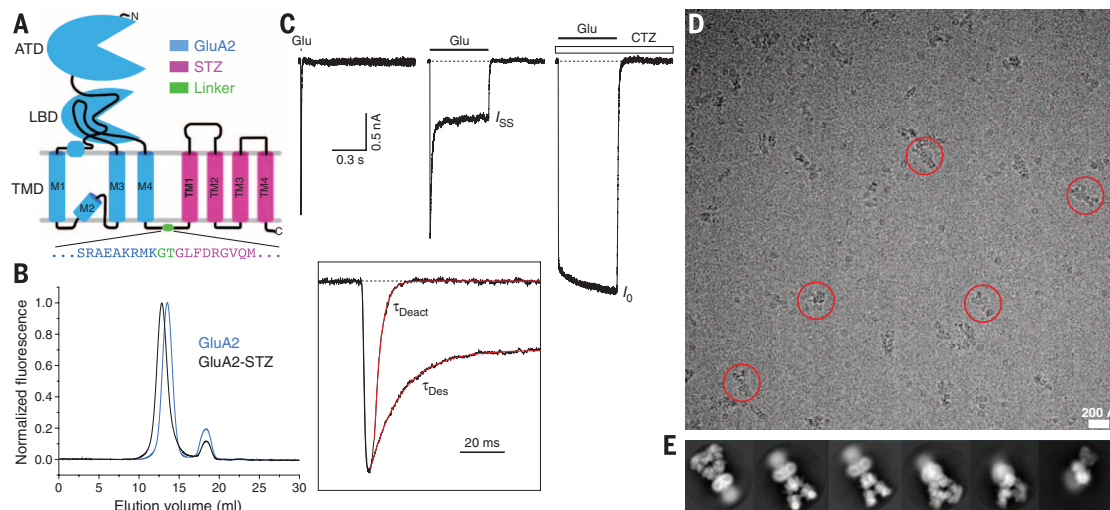 A
N
ATD
GluA2
STZ
Linker
LBD
TMD
M1
M2
M3
M4
TM1
TM2
TM3
TM4
C
...SRAEAKRMKGTGLFDRGVQM...
B
Normalized fluorescence
1.0
0.8
0.6
0.4
0.2
0.0
GluA2
GluA2-STZ
0 5 10 15 20 25 30
Elution volume (ml)
C
Glu
Glu
Glu
CTZ
0.5 nA
0.3 s
ISS
I0
τDeact
τDes
20 ms
D
200
E